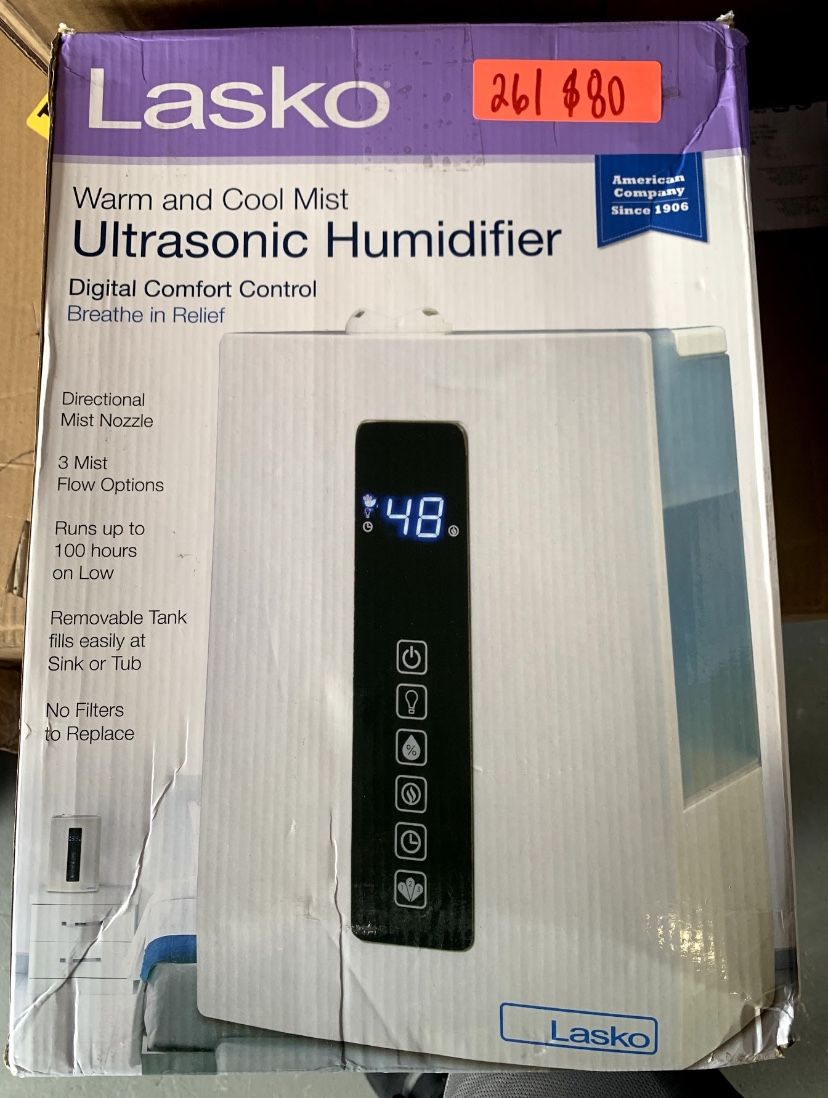 Lasko
261 $80
American
Company
Since 1906
Warm and Cool Mist
Ultrasonic Humidifier
Digital Comfort Control
Breathe in Relief
Directional
Mist Nozzle
3 Mist
Flow Options
Runs up to
100 hours
on Low
Removable Tank
fills easily at
Sink or Tub
No Filters
to Replace
48
%
Lasko